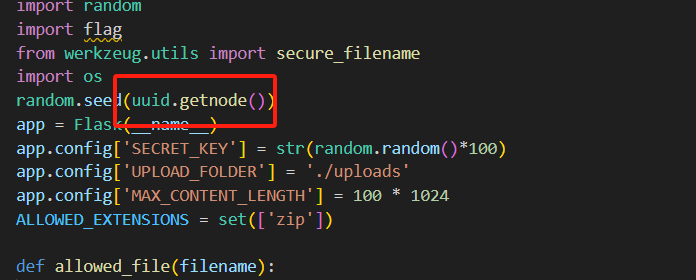 import random
import flag
from werkzeug.utils import secure_filename
import os
random.seed(uuid.getnode())
app = Flask(__name__)
app.config['SECRET_KEY'] = str(random.random()*100)
app.config['UPLOAD_FOLDER'] = './uploads'
app.config['MAX_CONTENT_LENGTH'] = 100 * 1024
ALLOWED_EXTENSIONS = set(['zip'])
def allowed_file(filename):